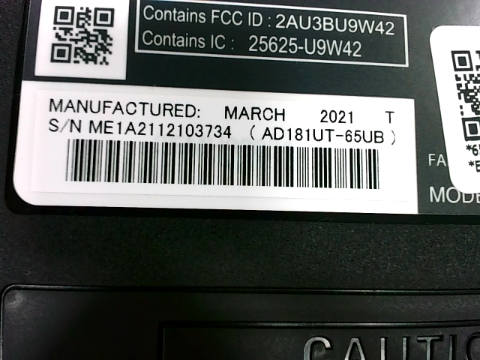 Contains FCC ID : 2AU3BU9W42
Contains IC : 25625-U9W42
MANUFACTURED: MARCH 2021 T
S/N ME1A2112103734 ( AD181UT-65UB )